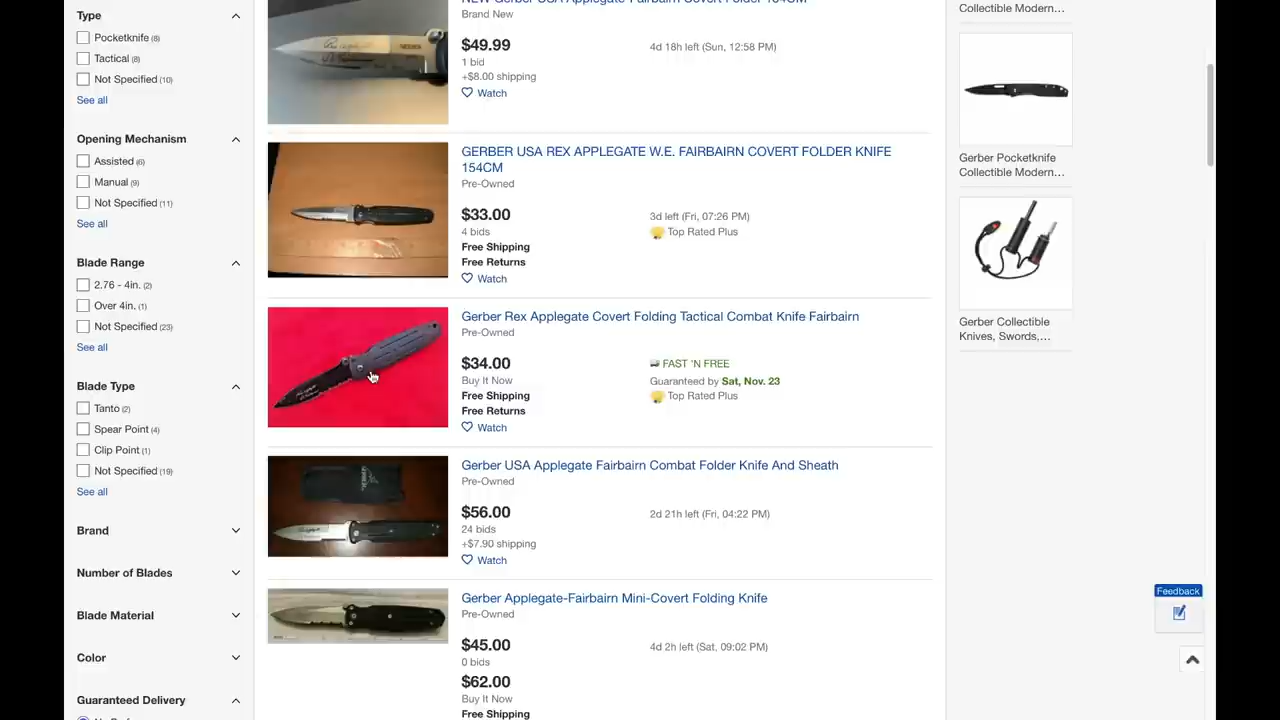 Type
Pocketknife (8)
Tactical (8)
Not Specified (10)
See all
Opening Mechanism
Assisted (6)
Manual (9)
Not Specified (11)
See all
Blade Range
2.76 - 4in. (2)
Over 4in. (1)
Not Specified (23)
See all
Blade Type
Tanto (2)
Spear Point (4)
Clip Point (1)
Not Specified (19)
See all
Brand
Number of Blades
Blade Material
Color
Guaranteed Delivery
NEW Gerber USA Applegate-Fairbairn Covert Folder 154CM
Brand New
$49.99
1 bid
+$8.00 shipping
Watch
4d 18h left (Sun, 12:58 PM)
GERBER USA REX APPLEGATE W.E. FAIRBAIRN COVERT FOLDER KNIFE
154CM
Pre-Owned
$33.00
4 bids
Free Shipping
Free Returns
Watch
3d left (Fri, 07:26 PM)
Top Rated Plus
Gerber Rex Applegate Covert Folding Tactical Combat Knife Fairbairn
Pre-Owned
$34.00
Buy It Now
Free Shipping
Free Returns
Watch
FAST 'N FREE
Guaranteed by Sat, Nov. 23
Top Rated Plus
Gerber USA Applegate Fairbairn Combat Folder Knife And Sheath
Pre-Owned
$56.00
24 bids
+$7.90 shipping
Watch
2d 21h left (Fri, 04:22 PM)
Gerber Applegate-Fairbairn Mini-Covert Folding Knife
Pre-Owned
$45.00
0 bids
$62.00
Buy It Now
Free Shipping
4d 2h left (Sat, 09:02 PM)
Collectible Modern...
Gerber Pocketknife
Collectible Modern...
Gerber Collectible
Knives, Swords,...
Feedback